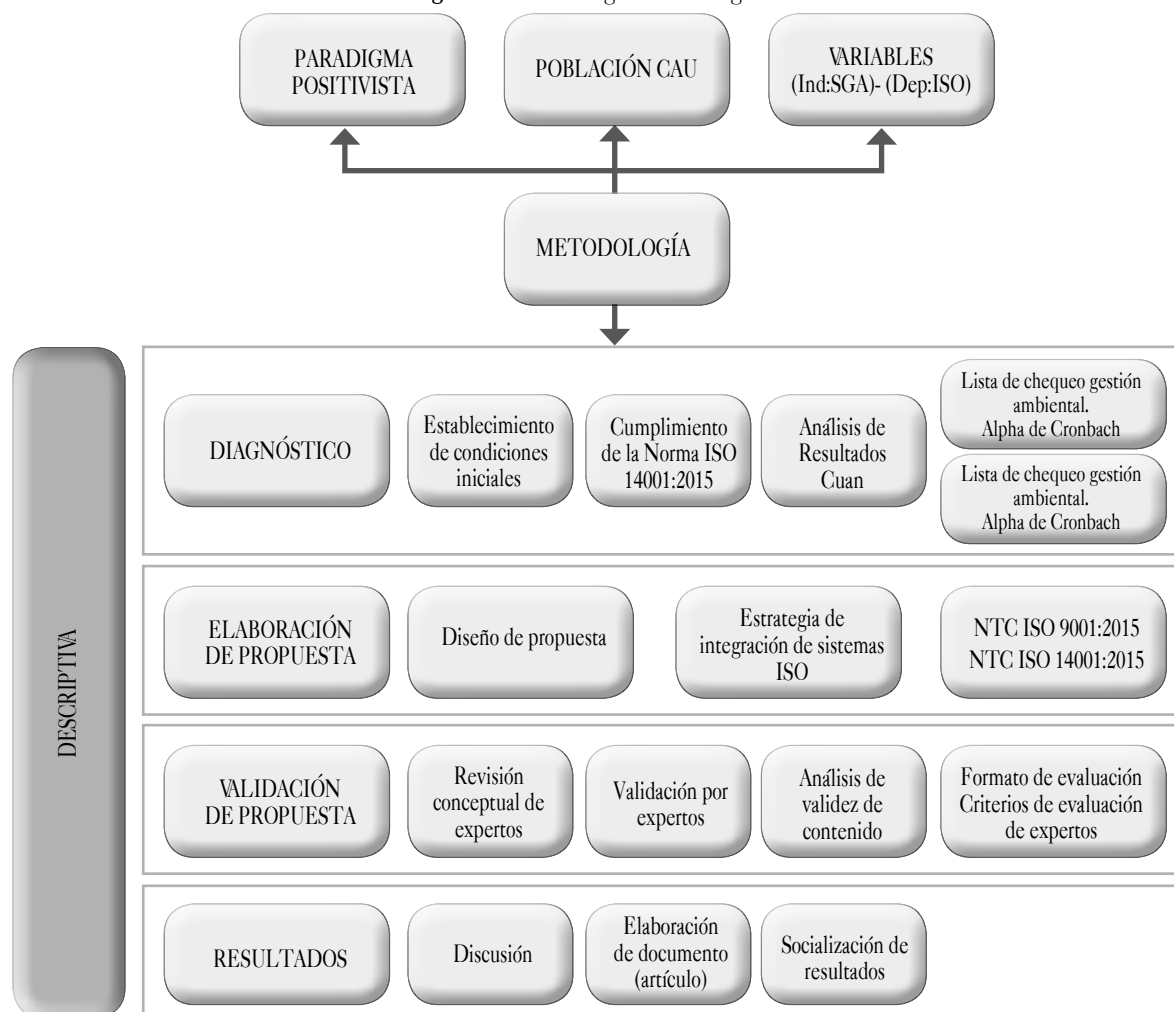 PARADIGMA
POSITIVISTA
POBLACIÓN CAU
VARIABLES
(Ind:SGA)- (Dep:ISO)
METODOLOGÍA
DESCRIPTIVA
DIAGNÓSTICO
Establecimiento
de condiciones
iniciales
Cumplimiento
de la Norma ISO
14001:2015
Análisis de
Resultados
Cuan
Lista de chequeo gestión
ambiental.
Alpha de Cronbach
Lista de chequeo gestión
ambiental.
Alpha de Cronbach
ELABORACIÓN
DE PROPUESTA
Diseño de propuesta
Estrategia de
integración de sistemas
ISO
NTC ISO 9001:2015
NTC ISO 14001:2015
VALIDACIÓN
DE PROPUESTA
Revisión
conceptual de
expertos
Validación por
expertos
Análisis de
validez de
contenido
Formato de evaluación
Criterios de evaluación
de expertos
RESULTADOS
Discusión
Elaboración
de documento
(artículo)
Socialización de
resultados